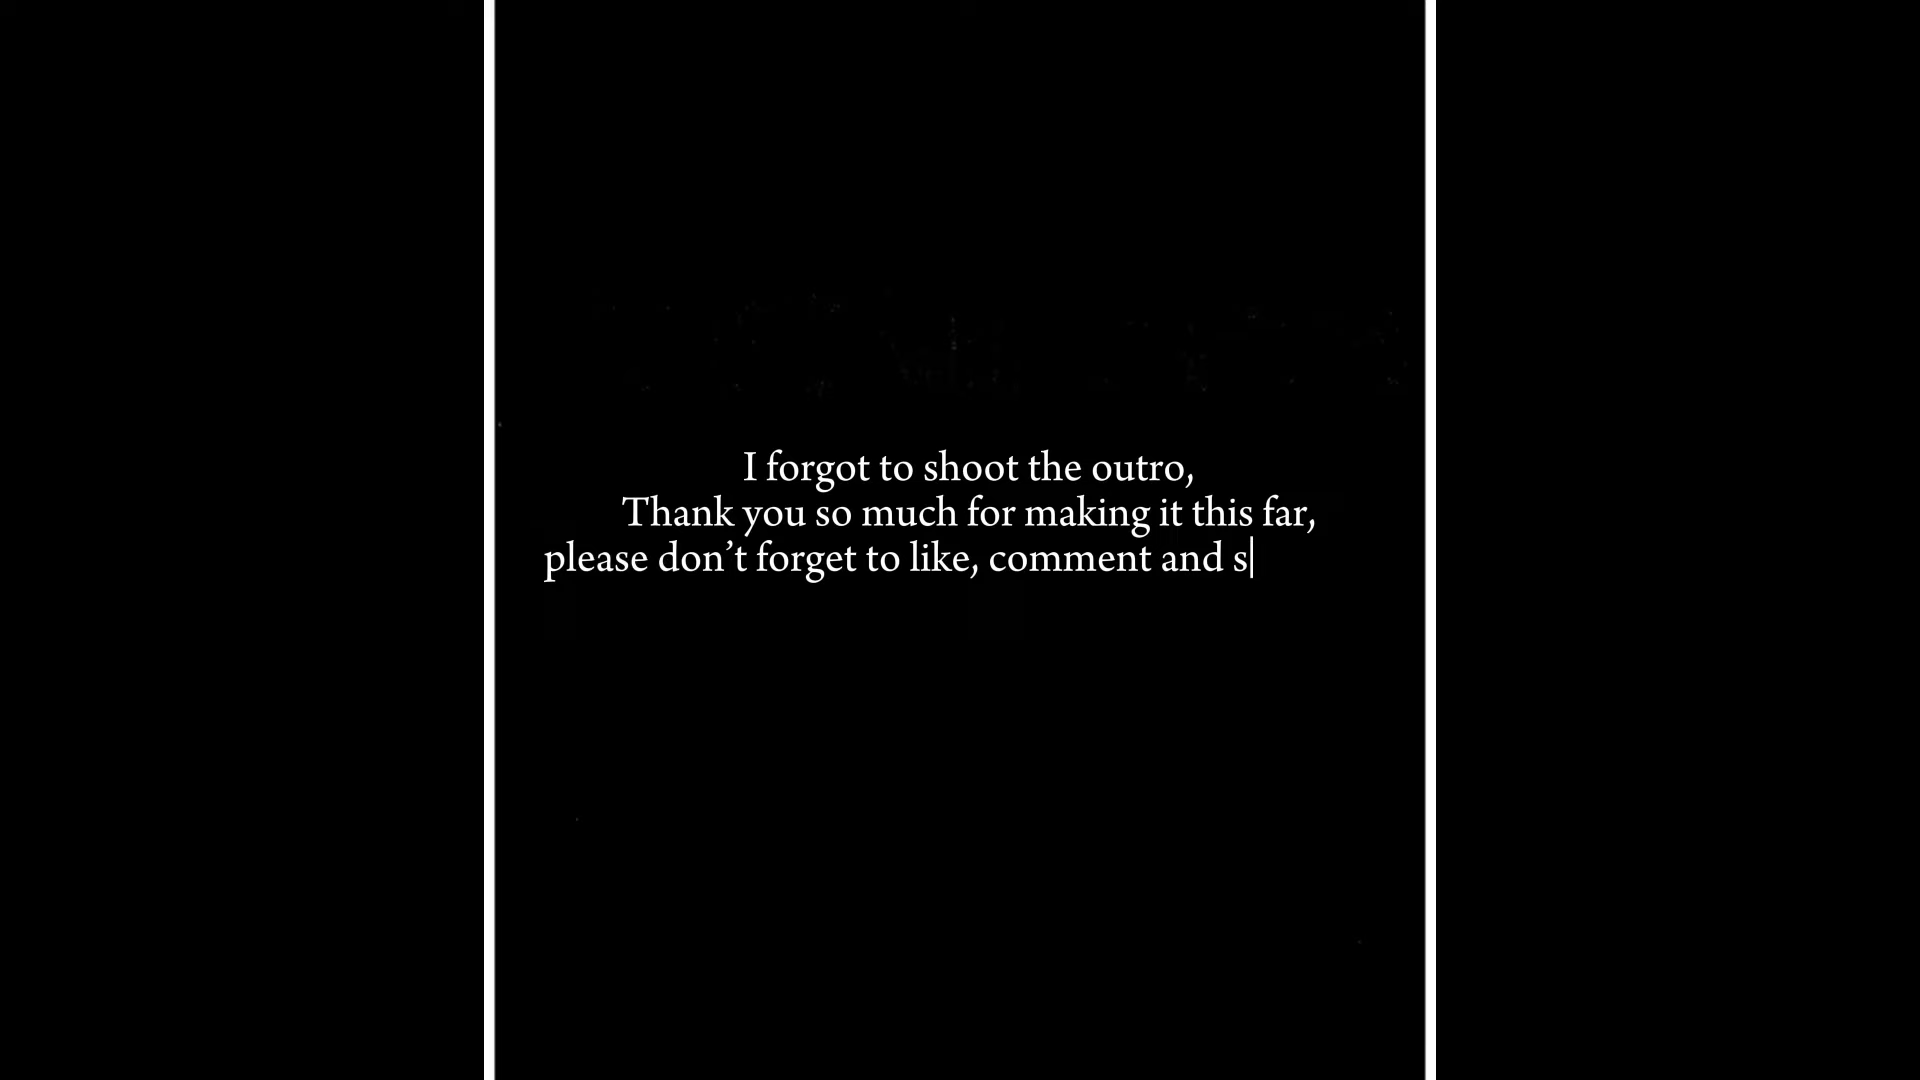 I forgot to shoot the outro,
Thank you so much for making it this far,
please don’t forget to like, comment and s